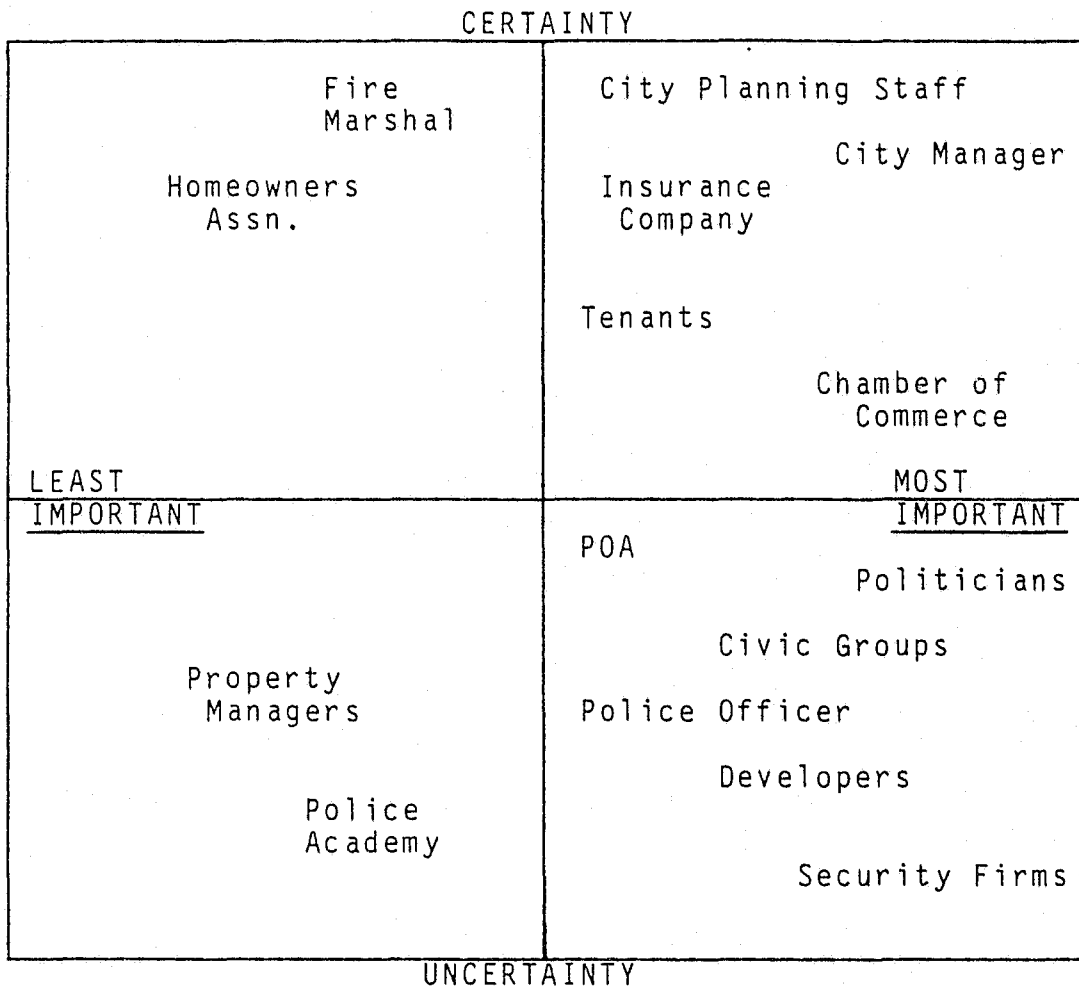 CERTAINTY
Fire
Marshal
City Planning Staff
City Manager
Homeowners
Assn.
Insurance
Company
Tenants
Chamber of
Commerce
LEAST
IMPORTANT
MOST
IMPORTANT
POA
Politicians
Civic Groups
Property
Managers
Police Officer
Developers
Police
Academy
Security Firms
UNCERTAINTY